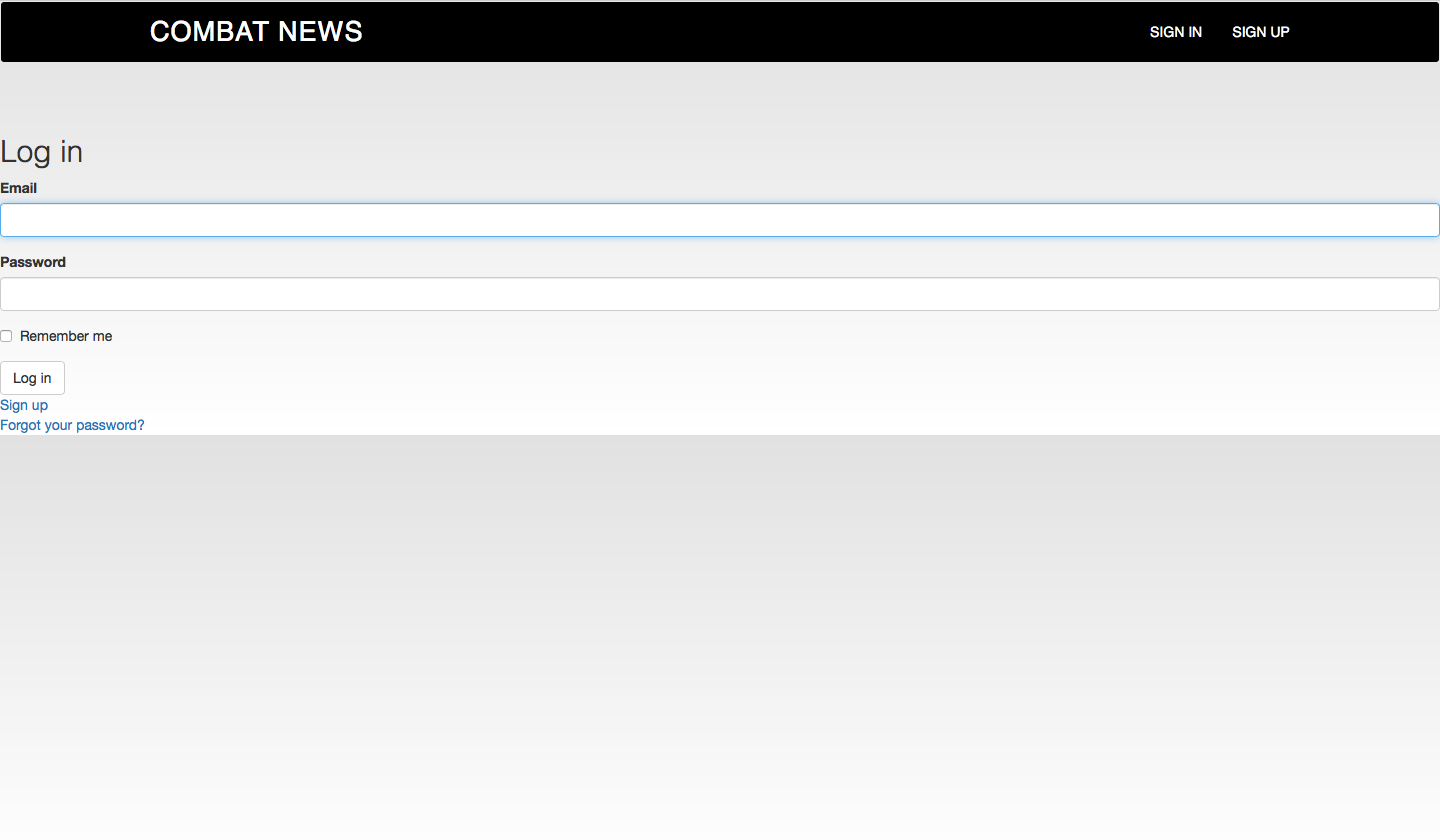 COMBAT NEWS
SIGN IN SIGN UP
Log in
Email
Password
Remember me
Log in
Sign up
Forgot your password?